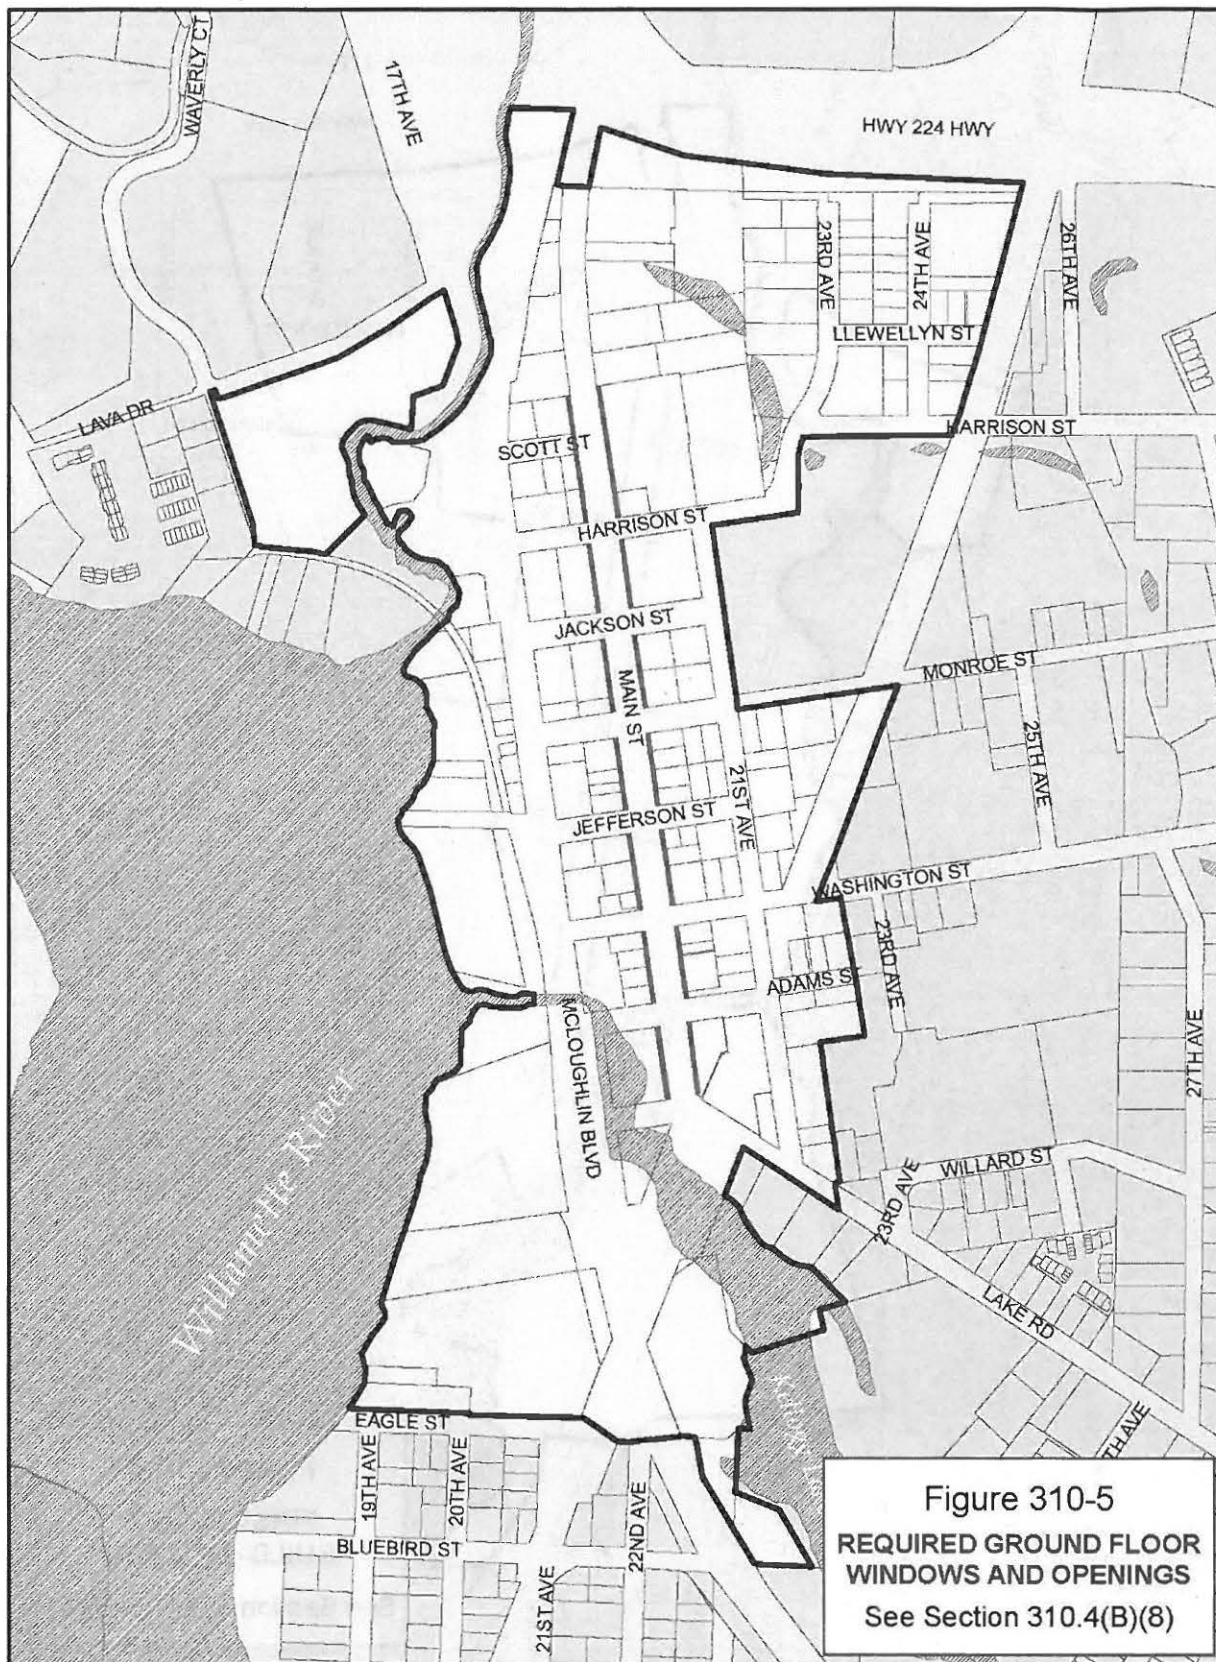 WAVERLY CT
17TH AVE
HWY 224 HWY
23RD AVE
24TH AVE
26TH AVE
LLEWELLYN ST
LAVA DR
SCOTT ST
HARRISON ST
HARRISON ST
JACKSON ST
MAIN ST
MONROE ST
25TH AVE
21ST AVE
JEFFERSON ST
WASHINGTON ST
23RD AVE
ADAMS ST
MCLOUGHLIN BLVD
27TH AVE
Willamette River
WILLARD ST
23RD AVE
LAKE RD
EAGLE ST
19TH AVE
20TH AVE
22ND AVE
BLUEBIRD ST
21ST AVE
TH AVE
Figure 310-5
REQUIRED GROUND FLOOR
WINDOWS AND OPENINGS
See Section 310.4(B)(8)